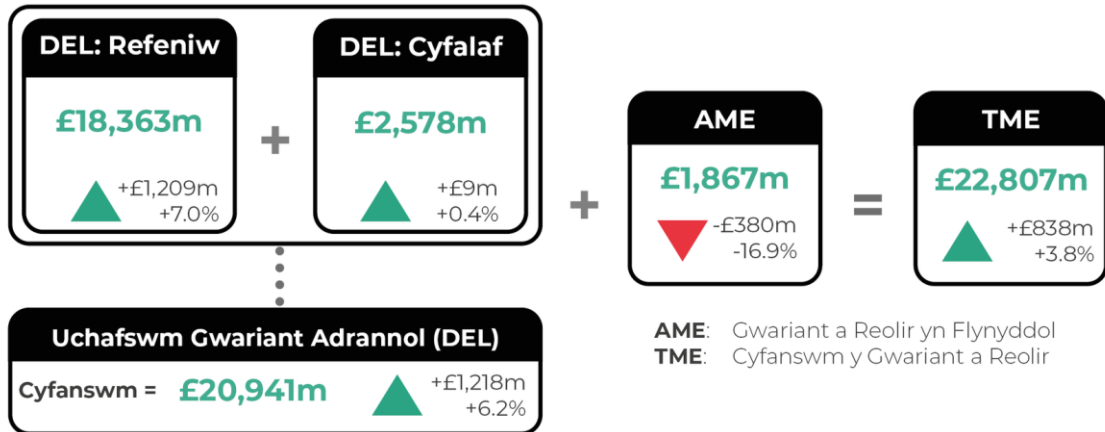 DEL: Refeniw
£18,363m
+£1,209m
+7.0%
+
DEL: Cyfalaf
£2,578m
+£9m
+0.4%
+
AME
£1,867m
-£380m
-16.9%
=
TME
£22,807m
+£838m
+3.8%
Uchafswm Gwariant Adrannol (DEL)
Cyfanswm = £20,941m
+£1,218m
+6.2%
AME: Gwariant a Reolir yn Flynyddol
TME: Cyfanswm y Gwariant a Reolir